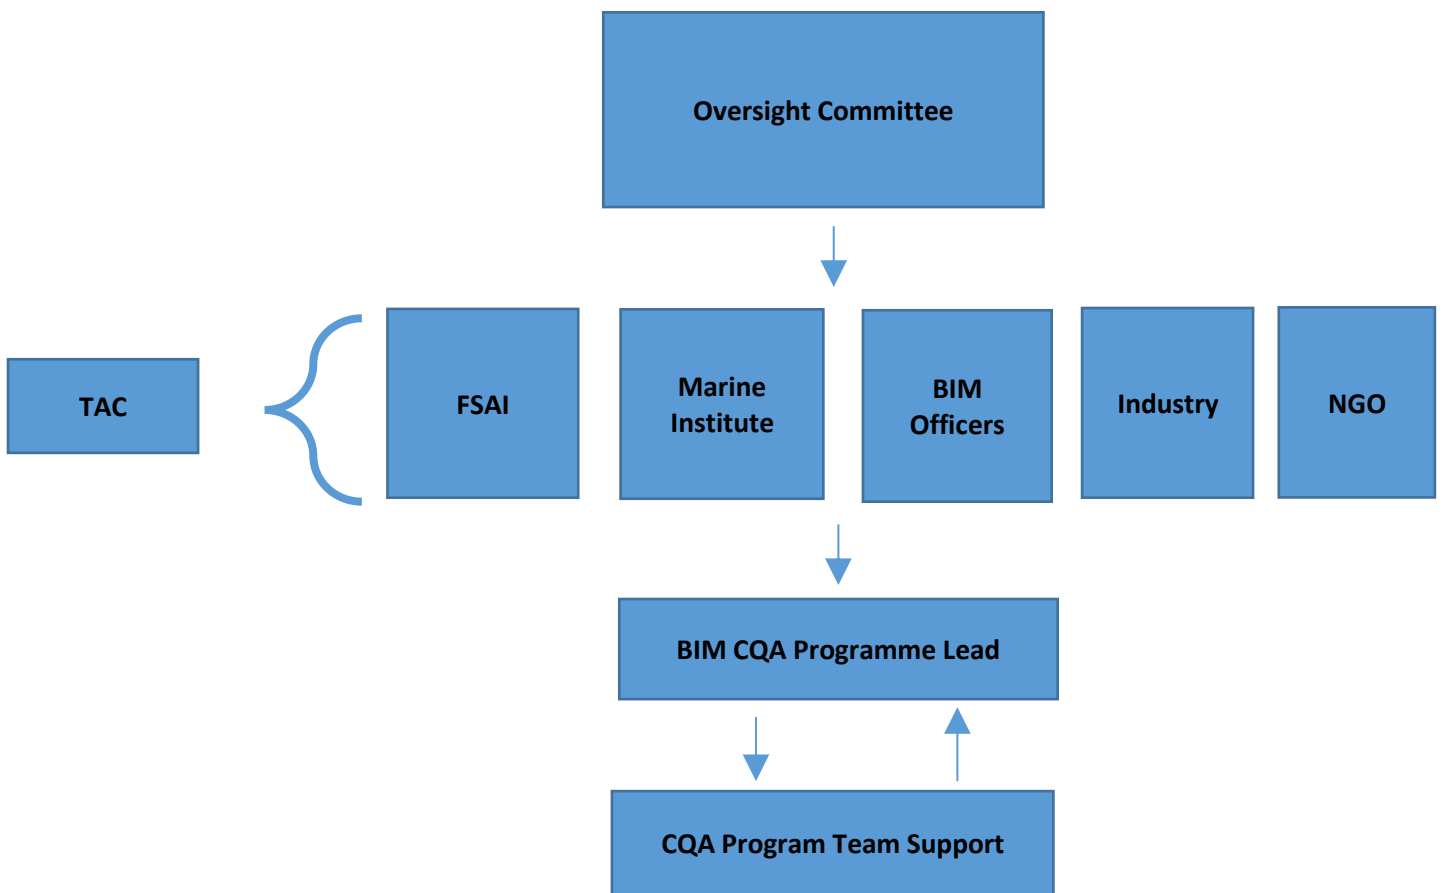 Oversight Committee
TAC
FSAI
Marine
Institute
BIM
Officers
Industry
NGO
BIM CQA Programme Lead
CQA Program Team Support